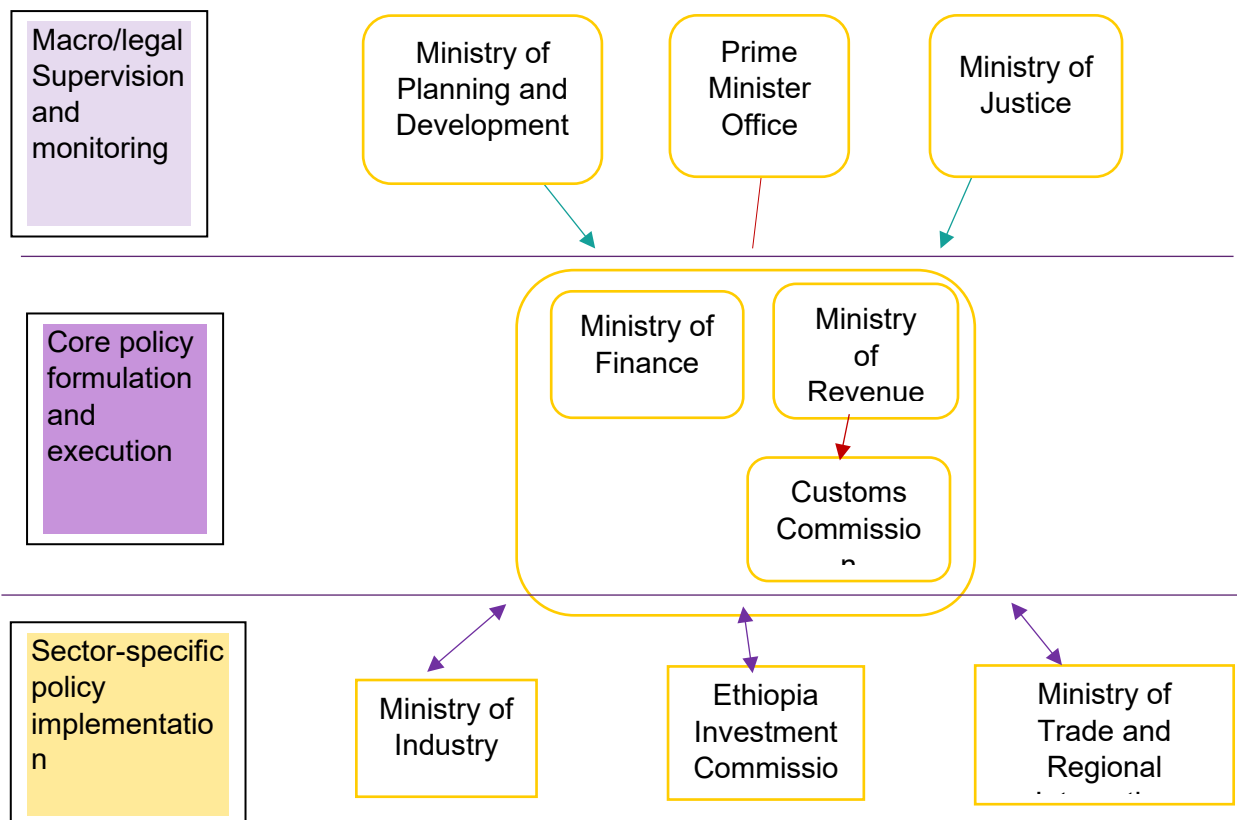 Macro/legal
Supervision
and
monitoring
Ministry of
Planning and
Development
Prime
Minister
Office
Ministry of
Justice
Core policy
formulation
and
execution
Ministry of
Finance
Ministry
of
Revenue
Customs
Commissio
n
Sector-specific
policy
implementatio
n
Ministry of
Industry
Ethiopia
Investment
Commissio
Ministry of
Trade and
Regional